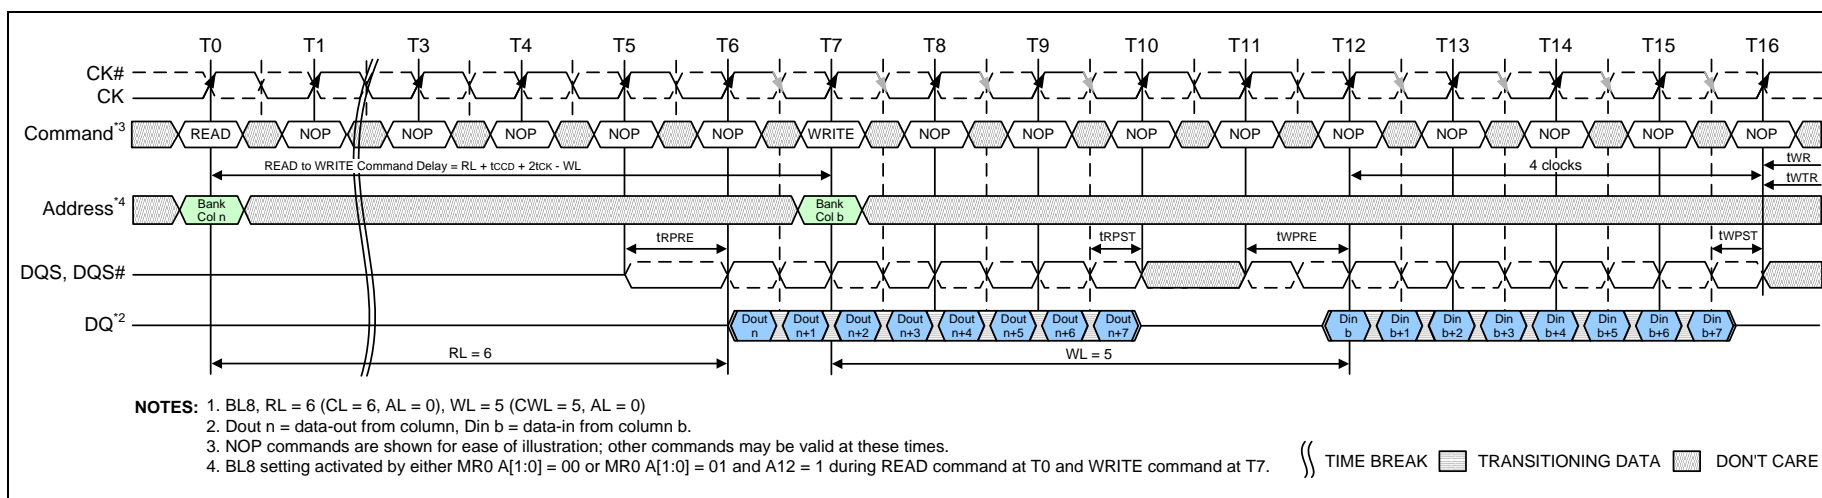 T0 T1 T3 T4 T5 T6 T7 T8 T9 T10 T11 T12 T13 T14 T15 T16
CK#
CK
Command*3 READ NOP NOP NOP NOP NOP WRITE NOP NOP NOP NOP NOP NOP NOP NOP NOP
READ to WRITE Command Delay = RL + tCCD + 2tCK - WL 4 clocks tWR
tWTR
Address*4 Bank Col n Bank Col b
tRPRE tRPST tWPRE tWPST
DQS, DQS#
DQ*2 Dout n Dout n+1 Dout n+2 Dout n+3 Dout n+4 Dout n+5 Dout n+6 Dout n+7 Din b Din b+1 Din b+2 Din b+3 Din b+4 Din b+5 Din b+6 Din b+7
RL = 6 WL = 5
NOTES: 1. BL8, RL = 6 (CL = 6, AL = 0), WL = 5 (CWL = 5, AL = 0)
2. Dout n = data-out from column, Din b = data-in from column b.
3. NOP commands are shown for ease of illustration; other commands may be valid at these times.
4. BL8 setting activated by either MR0 A[1:0] = 00 or MR0 A[1:0] = 01 and A12 = 1 during READ command at T0 and WRITE command at T7.
TIME BREAK TRANSITIONING DATA DON'T CARE